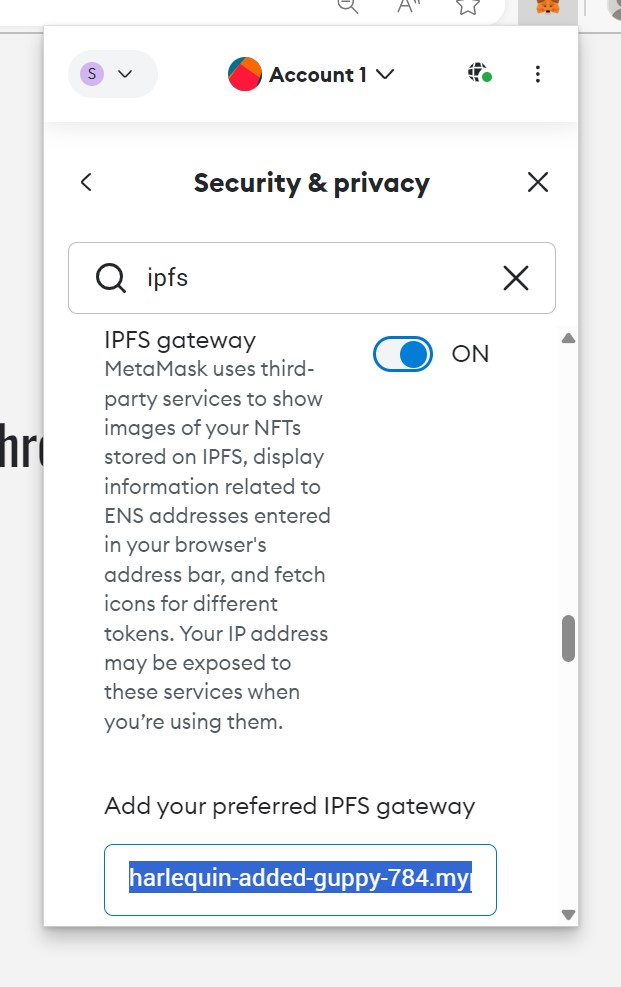 S
Account 1
Security & privacy
ipfs
IPFS gateway
ON
MetaMask uses third-
party services to show
images of your NFTs
stored on IPFS, display
information related to
ENS addresses entered
in your browser's
address bar, and fetch
icons for different
tokens. Your IP address
may be exposed to
these services when
you’re using them.
Add your preferred IPFS gateway
harlequin-added-guppy-784.my